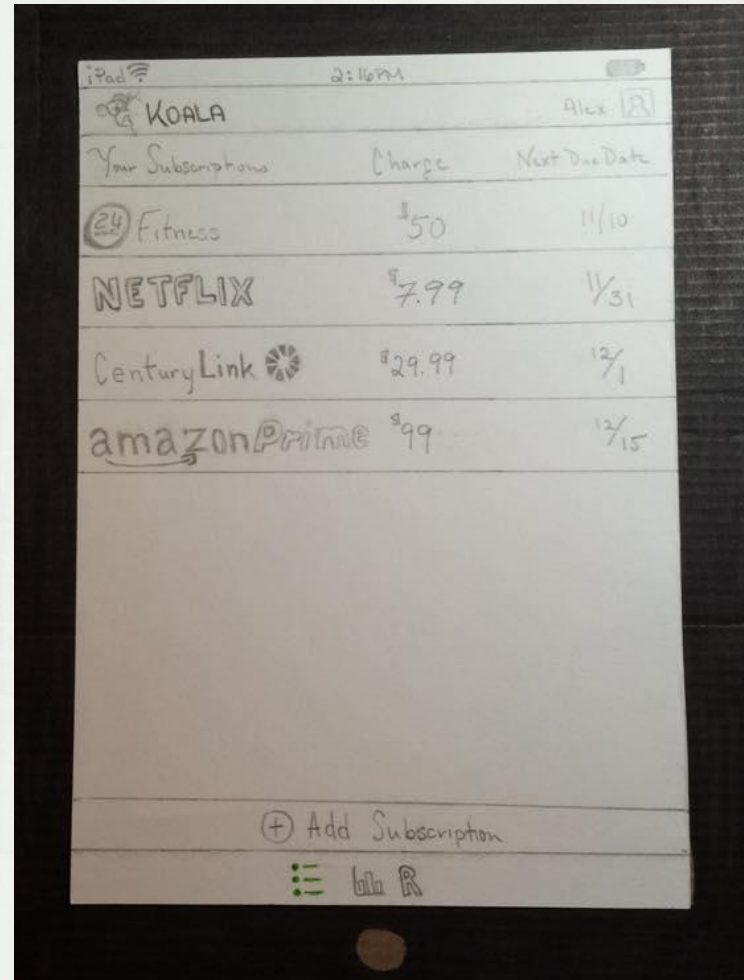 iPad 2:16PM
KOALA Alex
Your Subscriptions Charge Next Due Date
24 Fitness $50 11/10
NETFLIX $7.99 11/31
CenturyLink $29.99 12/1
amazonPrime $99 12/15
+ Add Subscription
R